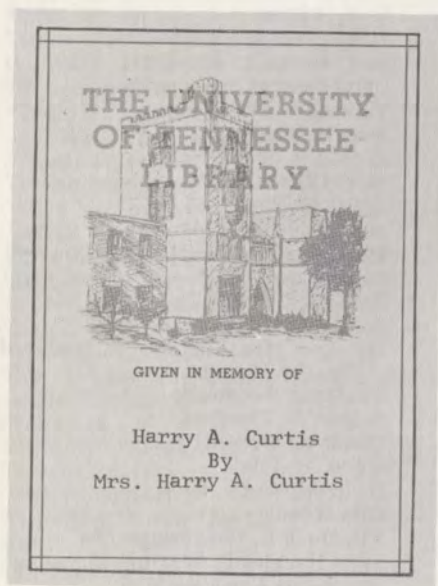 THE UNIVERSITY
OF TENNESSEE
LIBRARY
GIVEN IN MEMORY OF
Harry A. Curtis
By
Mrs. Harry A. Curtis